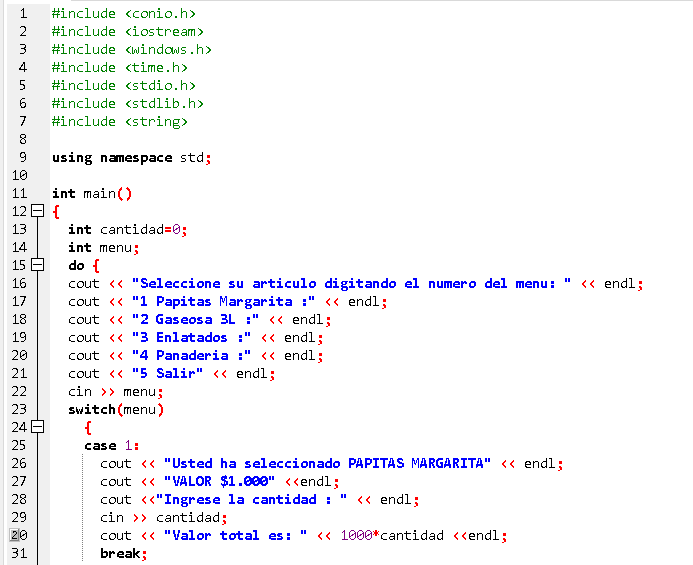 1 #include <conio.h>
2 #include <iostream>
3 #include <windows.h>
4 #include <time.h>
5 #include <stdio.h>
6 #include <stdlib.h>
7 #include <string>
8
9 using namespace std;
10
11 int main()
12 {
13 int cantidad=0;
14 int menu;
15 do {
16 cout << "Seleccione su articulo digitando el numero del menu: " << endl;
17 cout << "1 Papitas Margarita :" << endl;
18 cout << "2 Gaseosa 3L :" << endl;
19 cout << "3 Enlatados :" << endl;
20 cout << "4 Panaderia :" << endl;
21 cout << "5 Salir" << endl;
22 cin >> menu;
23 switch(menu)
24 {
25 case 1:
26 cout << "Usted ha seleccionado PAPITAS MARGARITA" << endl;
27 cout << "VALOR $1.000" <<endl;
28 cout <<"Ingrese la cantidad : " << endl;
29 cin >> cantidad;
20 cout << "Valor total es: " << 1000*cantidad <<endl;
31 break;